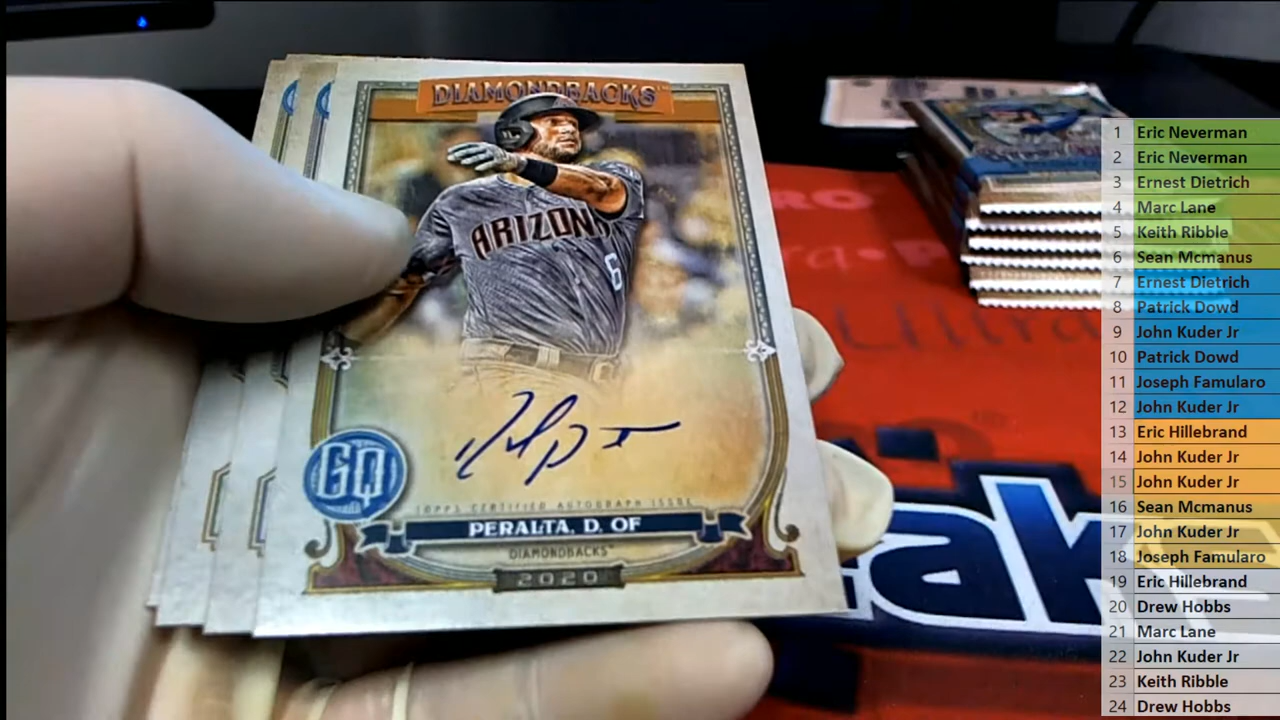 DIAMONDBACKS™
ARIZONA
6
GQ
TOPPS CERTIFIED AUTOGRAPH ISSUE
PERALTA, D. OF
DIAMONDBACKS™
2020
1 Eric Neverman
2 Eric Neverman
3 Ernest Dietrich
4 Marc Lane
5 Keith Ribble
6 Sean Mcmanus
7 Ernest Dietrich
8 Patrick Dowd
9 John Kuder Jr
10 Patrick Dowd
11 Joseph Famularo
12 John Kuder Jr
13 Eric Hillebrand
14 John Kuder Jr
15 John Kuder Jr
16 Sean Mcmanus
17 John Kuder Jr
18 Joseph Famularo
19 Eric Hillebrand
20 Drew Hobbs
21 Marc Lane
22 John Kuder Jr
23 Keith Ribble
24 Drew Hobbs